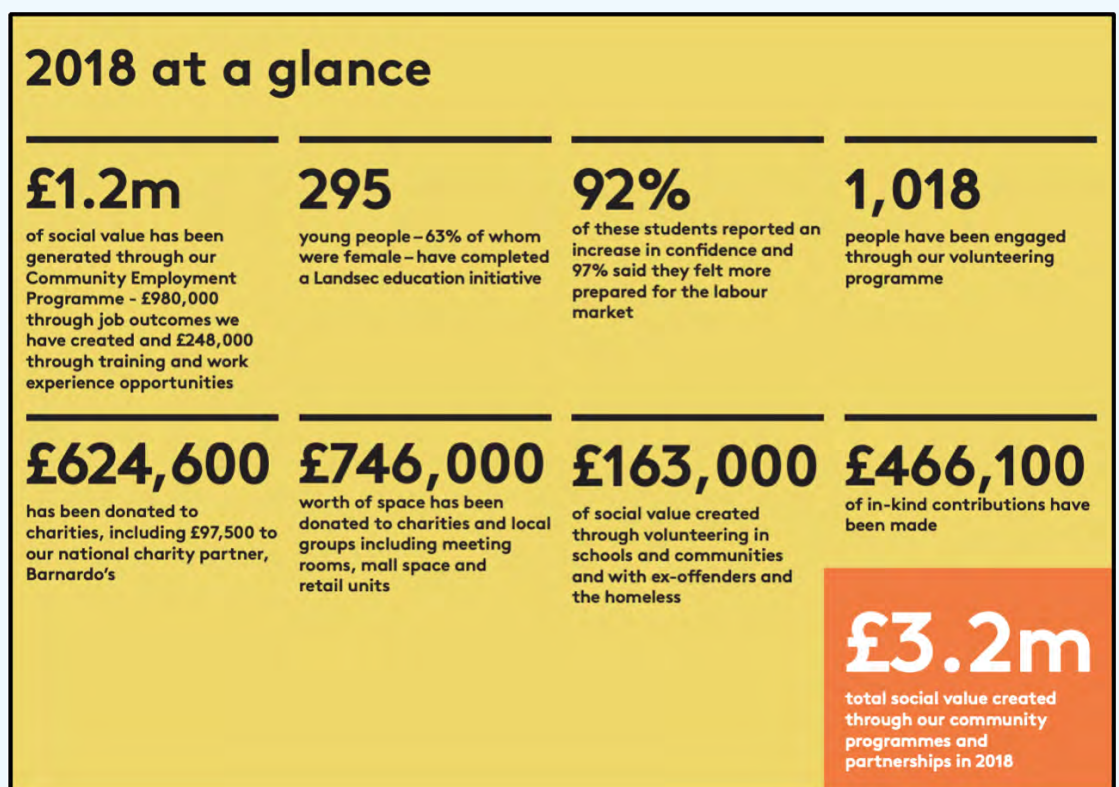 2018 at a glance
£1.2m
of social value has been
generated through our
Community Employment
Programme - £980,000
through job outcomes we
have created and £248,000
through training and work
experience opportunities
295
young people – 63% of whom
were female – have completed
a Landsec education initiative
92%
of these students reported an
increase in confidence and
97% said they felt more
prepared for the labour
market
1,018
people have been engaged
through our volunteering
programme
£624,600
has been donated to
charities, including £97,500 to
our national charity partner,
Barnardo’s
£746,000
worth of space has been
donated to charities and local
groups including meeting
rooms, mall space and
retail units
£163,000
of social value created
through volunteering in
schools and communities
and with ex-offenders and
the homeless
£466,100
of in-kind contributions have
been made
£3.2m
total social value created
through our community
programmes and
partnerships in 2018